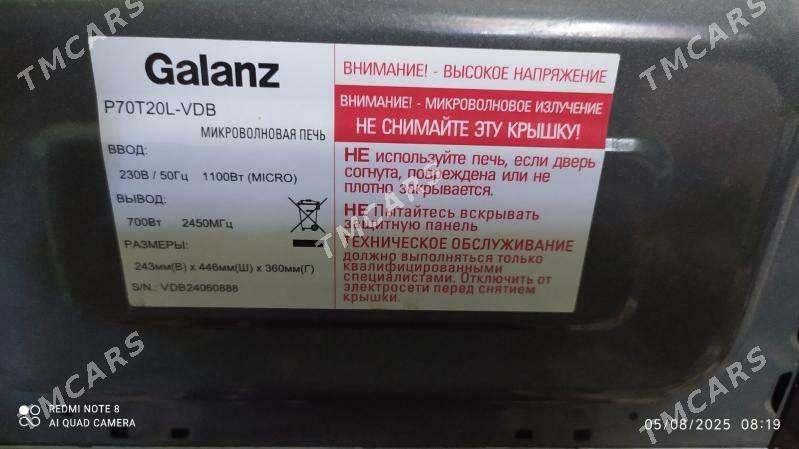 Galanz
P70T20L-VDB
МИКРОВОЛНОВАЯ ПЕЧЬ
ВВОД:
230В / 50Гц 1100Вт (MICRO)
ВЫВОД:
700Вт 2450МГц
РАЗМЕРЫ:
243мм(В) х 446мм(Ш) х 360мм(Г)
S/N.: VDB24060888
ВНИМАНИЕ! - ВЫСОКОЕ НАПРЯЖЕНИЕ
ВНИМАНИЕ! - МИКРОВОЛНОВОЕ ИЗЛУЧЕНИЕ
НЕ СНИМАЙТЕ ЭТУ КРЫШКУ!
НЕ используйте печь, если дверь
согнута, повреждена или не
плотно закрывается.
НЕ Пытайтесь вскрывать
защитную панель
ТЕХНИЧЕСКОЕ ОБСЛУЖИВАНИЕ
должно выполняться только
квалифицированными
специалистами. Отключить от
электросети перед снятием
крышки.
TMCARS
TMCARS
TMCARS
TMCARS
TMCARS
TMCARS
REDMI NOTE 8
AI QUAD CAMERA
05/08/2025 08:19